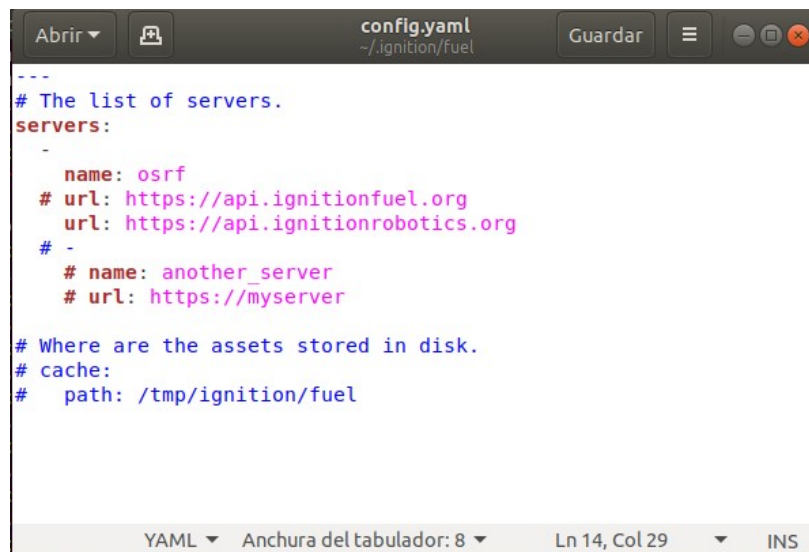 Abrir
config.yaml
~/.ignition/fuel
Guardar
---
# The list of servers.
servers:
  -
    name: osrf
  # url: https://api.ignitionfuel.org
    url: https://api.ignitionrobotics.org
  # -
    # name: another_server
    # url: https://myserver
# Where are the assets stored in disk.
# cache:
#   path: /tmp/ignition/fuel
YAML
Anchura del tabulador: 8
Ln 14, Col 29
INS